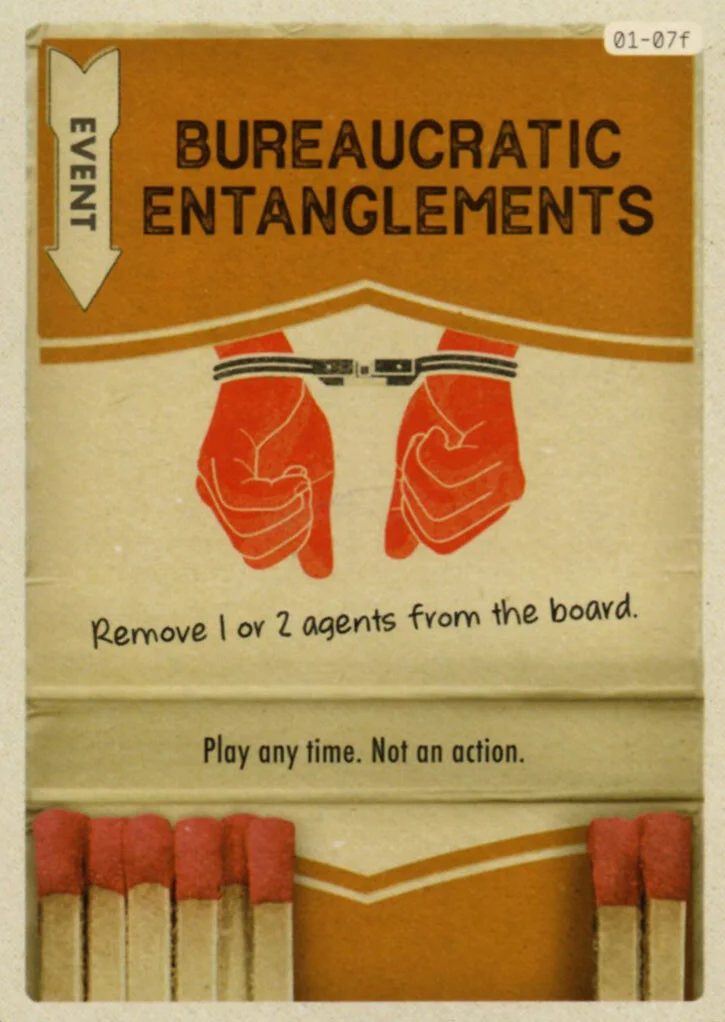 01-07f
EVENT
BUREAUCRATIC
ENTANGLEMENTS
Remove 1 or 2 agents from the board.
Play any time. Not an action.